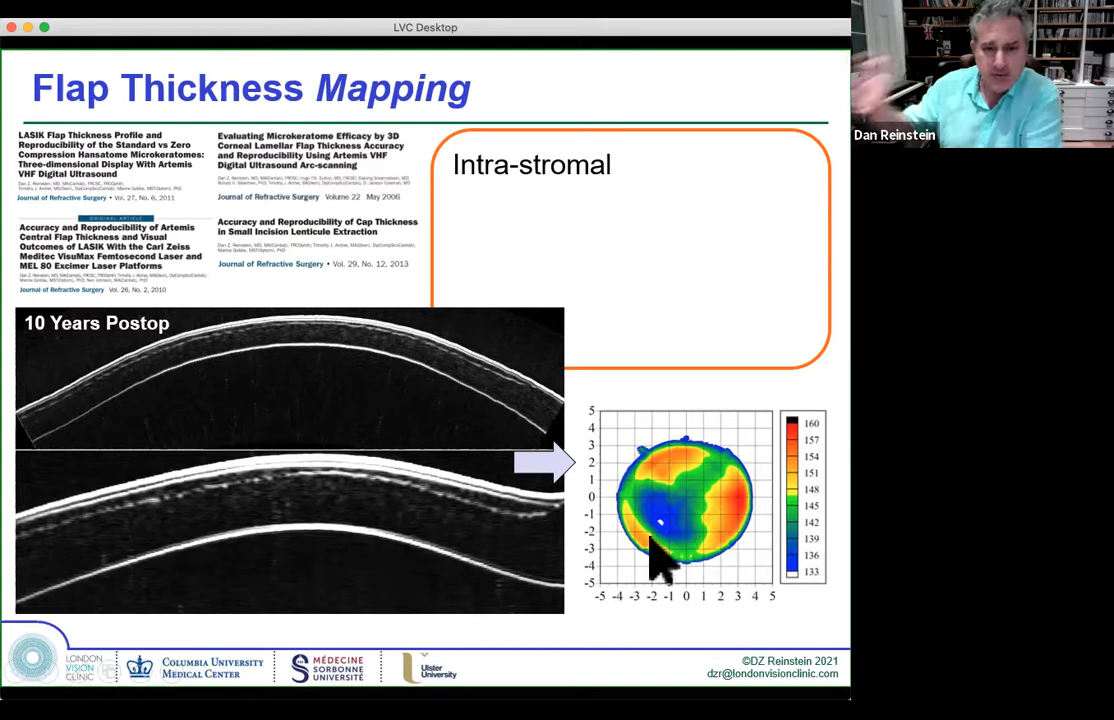 LVC Desktop
Dan Reinstein
Flap Thickness Mapping
LASIK Flap Thickness Profile and
Reproducibility of the Standard vs Zero
Compression Hansatome Microkeratomes:
Three-dimensional Display With Artemis
VHF Digital Ultrasound
Journal of Refractive Surgery • Vol. 27, No. 6, 2011
Evaluating Microkeratome Efficacy by 3D
Corneal Lamellar Flap Thickness Accuracy
and Reproducibility Using Artemis VHF
Digital Ultrasound Arc-scanning
Journal of Refractive Surgery Volume 22 May 2006
ORIGINAL ARTICLE
Accuracy and Reproducibility of Artemis
Central Flap Thickness and Visual
Outcomes of LASIK With the Carl Zeiss
Meditec VisuMax Femtosecond Laser and
MEL 80 Excimer Laser Platforms
Journal of Refractive Surgery Vol. 26, No. 2, 2010
Accuracy and Reproducibility of Cap Thickness
in Small Incision Lenticule Extraction
Journal of Refractive Surgery • Vol. 29, No. 12, 2013
Intra-stromal
10 Years Postop
5
4
3
2
1
0
-1
-2
-3
-4
-5
-5 -4 -3 -2 -1 0 1 2 3 4 5
160
157
154
151
148
145
142
139
136
133
LONDON
VISION
CLINIC
COLUMBIA UNIVERSITY
MEDICAL CENTER
MÉDECINE
SORBONNE
UNIVERSITÉ
Ulster
University
©DZ Reinstein 2021
dzr@londonvisionclinic.com